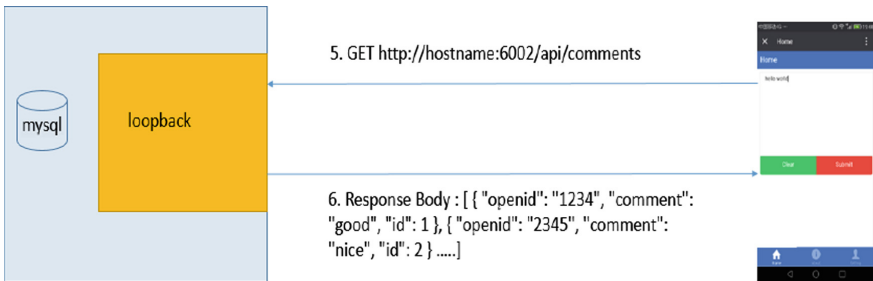 5. GET http://hostname:6002/api/comments
Home
Home
hello world
mysql
loopback
Clear
Submit
6. Response Body : [ { "openid": "1234", "comment":
"good", "id": 1 }, { "openid": "2345", "comment":
"nice", "id": 2 } .....]
Home